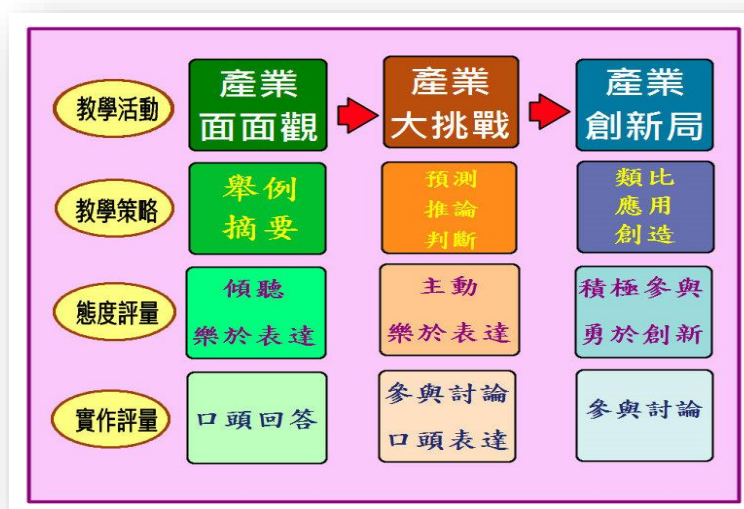 教學活動
產業
面面觀
產業
大挑戰
產業
創新局
教學策略
舉例
摘要
預測
推論
判斷
類比
應用
創造
態度評量
傾聽
樂於表達
主動
樂於表達
積極參與
勇於創新
實作評量
口頭回答
參與討論
口頭表達
參與討論